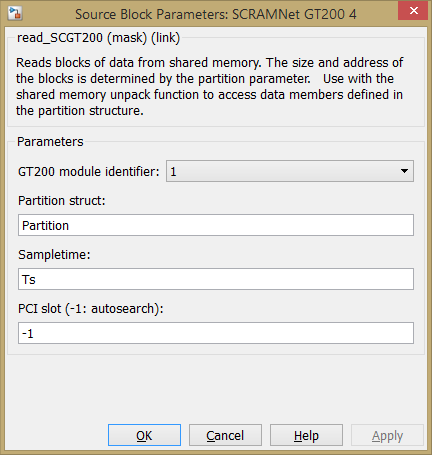 Source Block Parameters: SCRAMNet GT200 4
read_SCGT200 (mask) (link)
Reads blocks of data from shared memory. The size and address of
the blocks is determined by the partition parameter.   Use with the
shared memory unpack function to access data members defined in
the partition structure.
Parameters
GT200 module identifier: 1
Partition struct:
Partition
Sampletime:
Ts
PCI slot (-1: autosearch):
-1
OK Cancel Help Apply